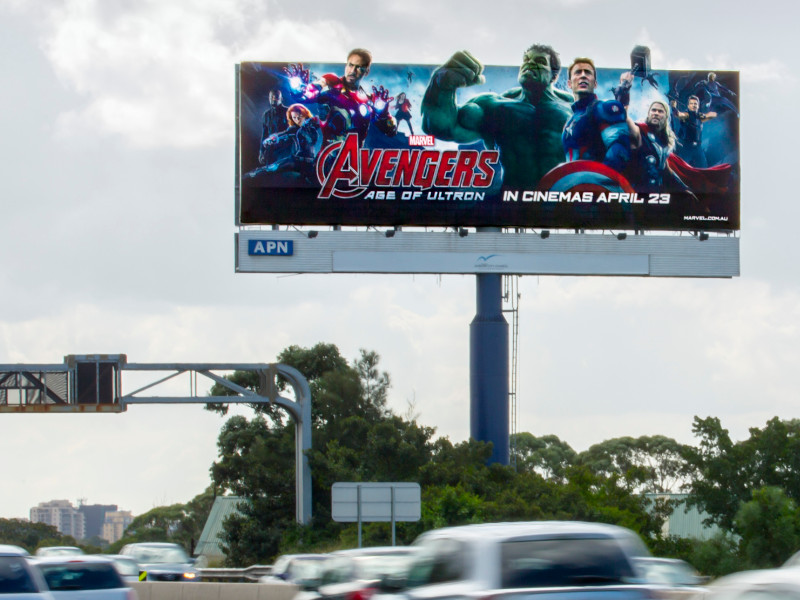 MARVEL
AVENGERS
AGE OF ULTRON
IN CINEMAS APRIL 23
MARVEL.COM.AU
APN